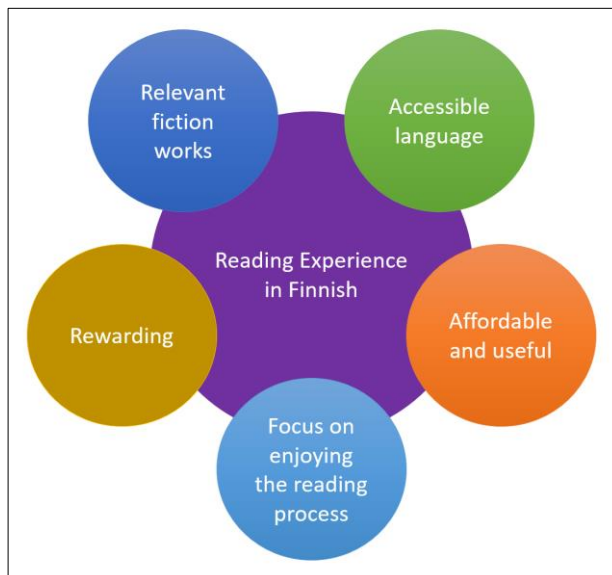 Relevant
fiction
works
Accessible
language
Reading Experience
in Finnish
Rewarding
Affordable
and useful
Focus on
enjoying
the reading
process